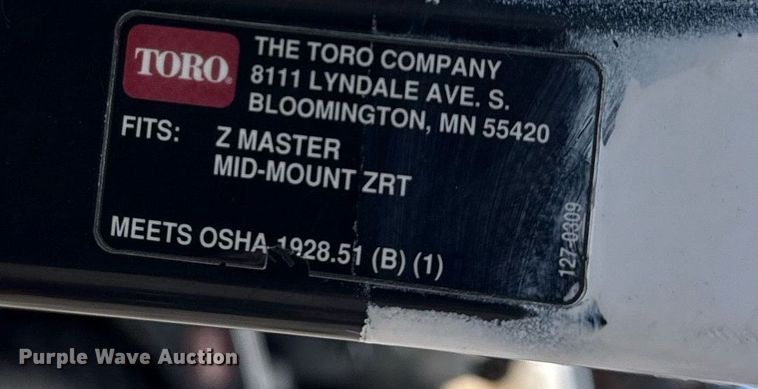 TORO
THE TORO COMPANY
8111 LYNDALE AVE. S.
BLOOMINGTON, MN 55420
FITS: Z MASTER
MID-MOUNT ZRT
MEETS OSHA 1928.51 (B) (1)
127-0309
Purple Wave Auction